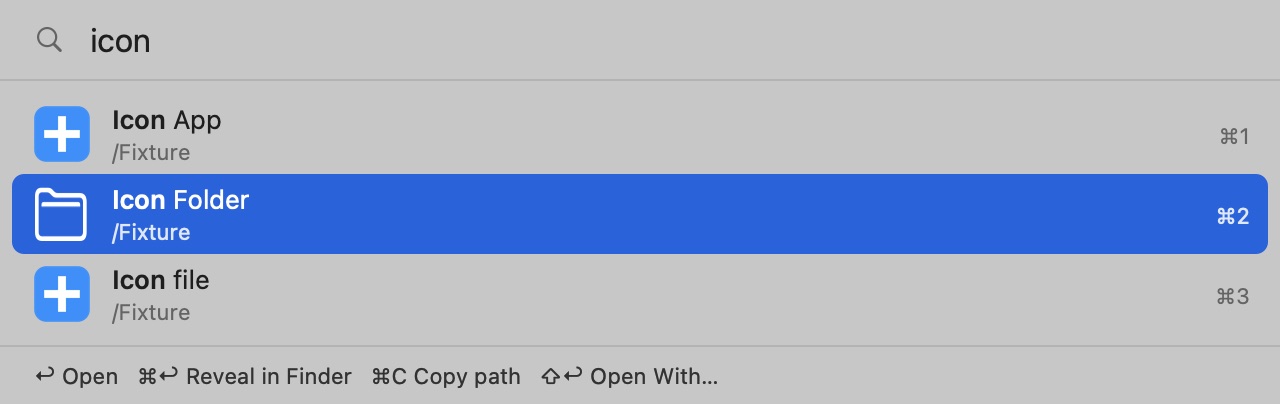 icon
Icon App
/Fixture
⌘1
Icon Folder
/Fixture
⌘2
Icon file
/Fixture
⌘3
↩ Open ⌘↩ Reveal in Finder ⌘C Copy path ⇧↩ Open With...